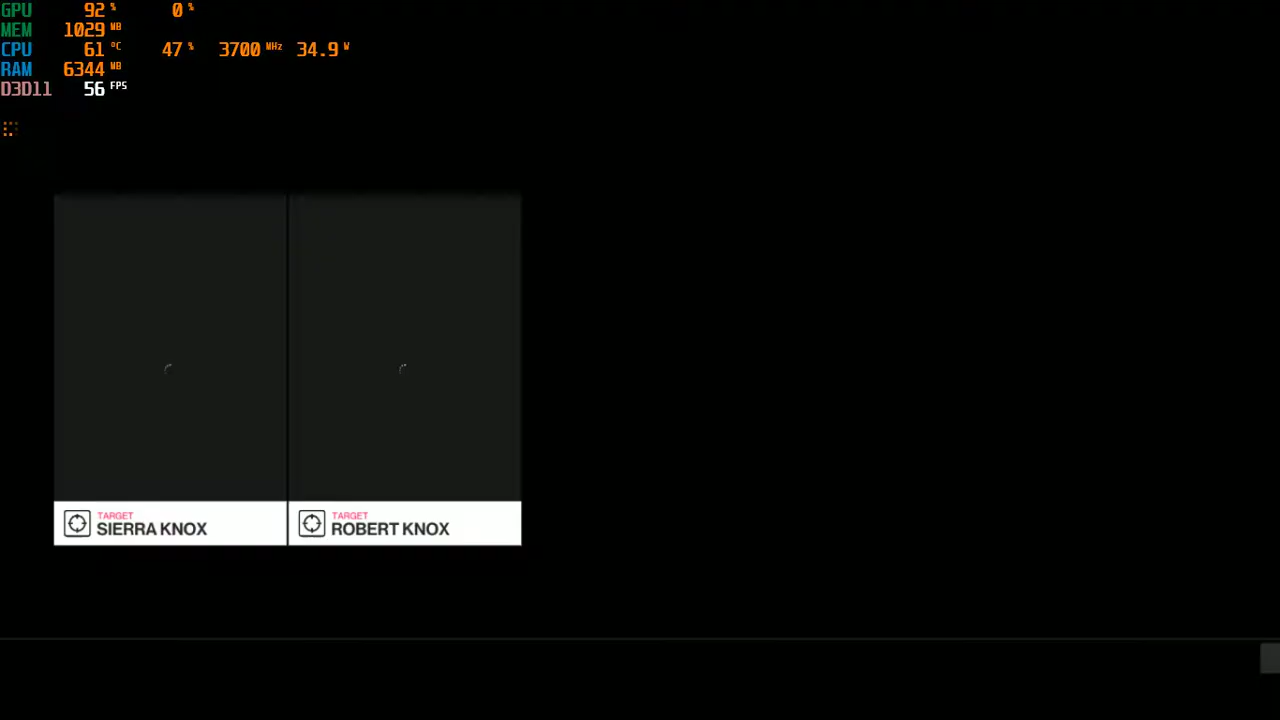 GPU 92 % 0 %
MEM 1029 MB
CPU 61 °C 47 % 3700 MHz 34.9 W
RAM 6344 MB
D3D11 56 FPS
TARGET
SIERRA KNOX
TARGET
ROBERT KNOX